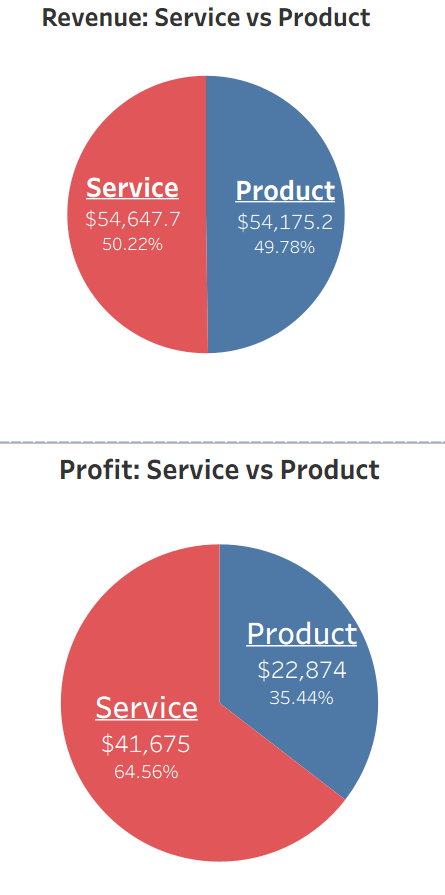 Revenue: Service vs Product
Service
$54,647.7
50.22%
Product
$54,175.2
49.78%
Profit: Service vs Product
Product
$22,874
35.44%
Service
$41,675
64.56%